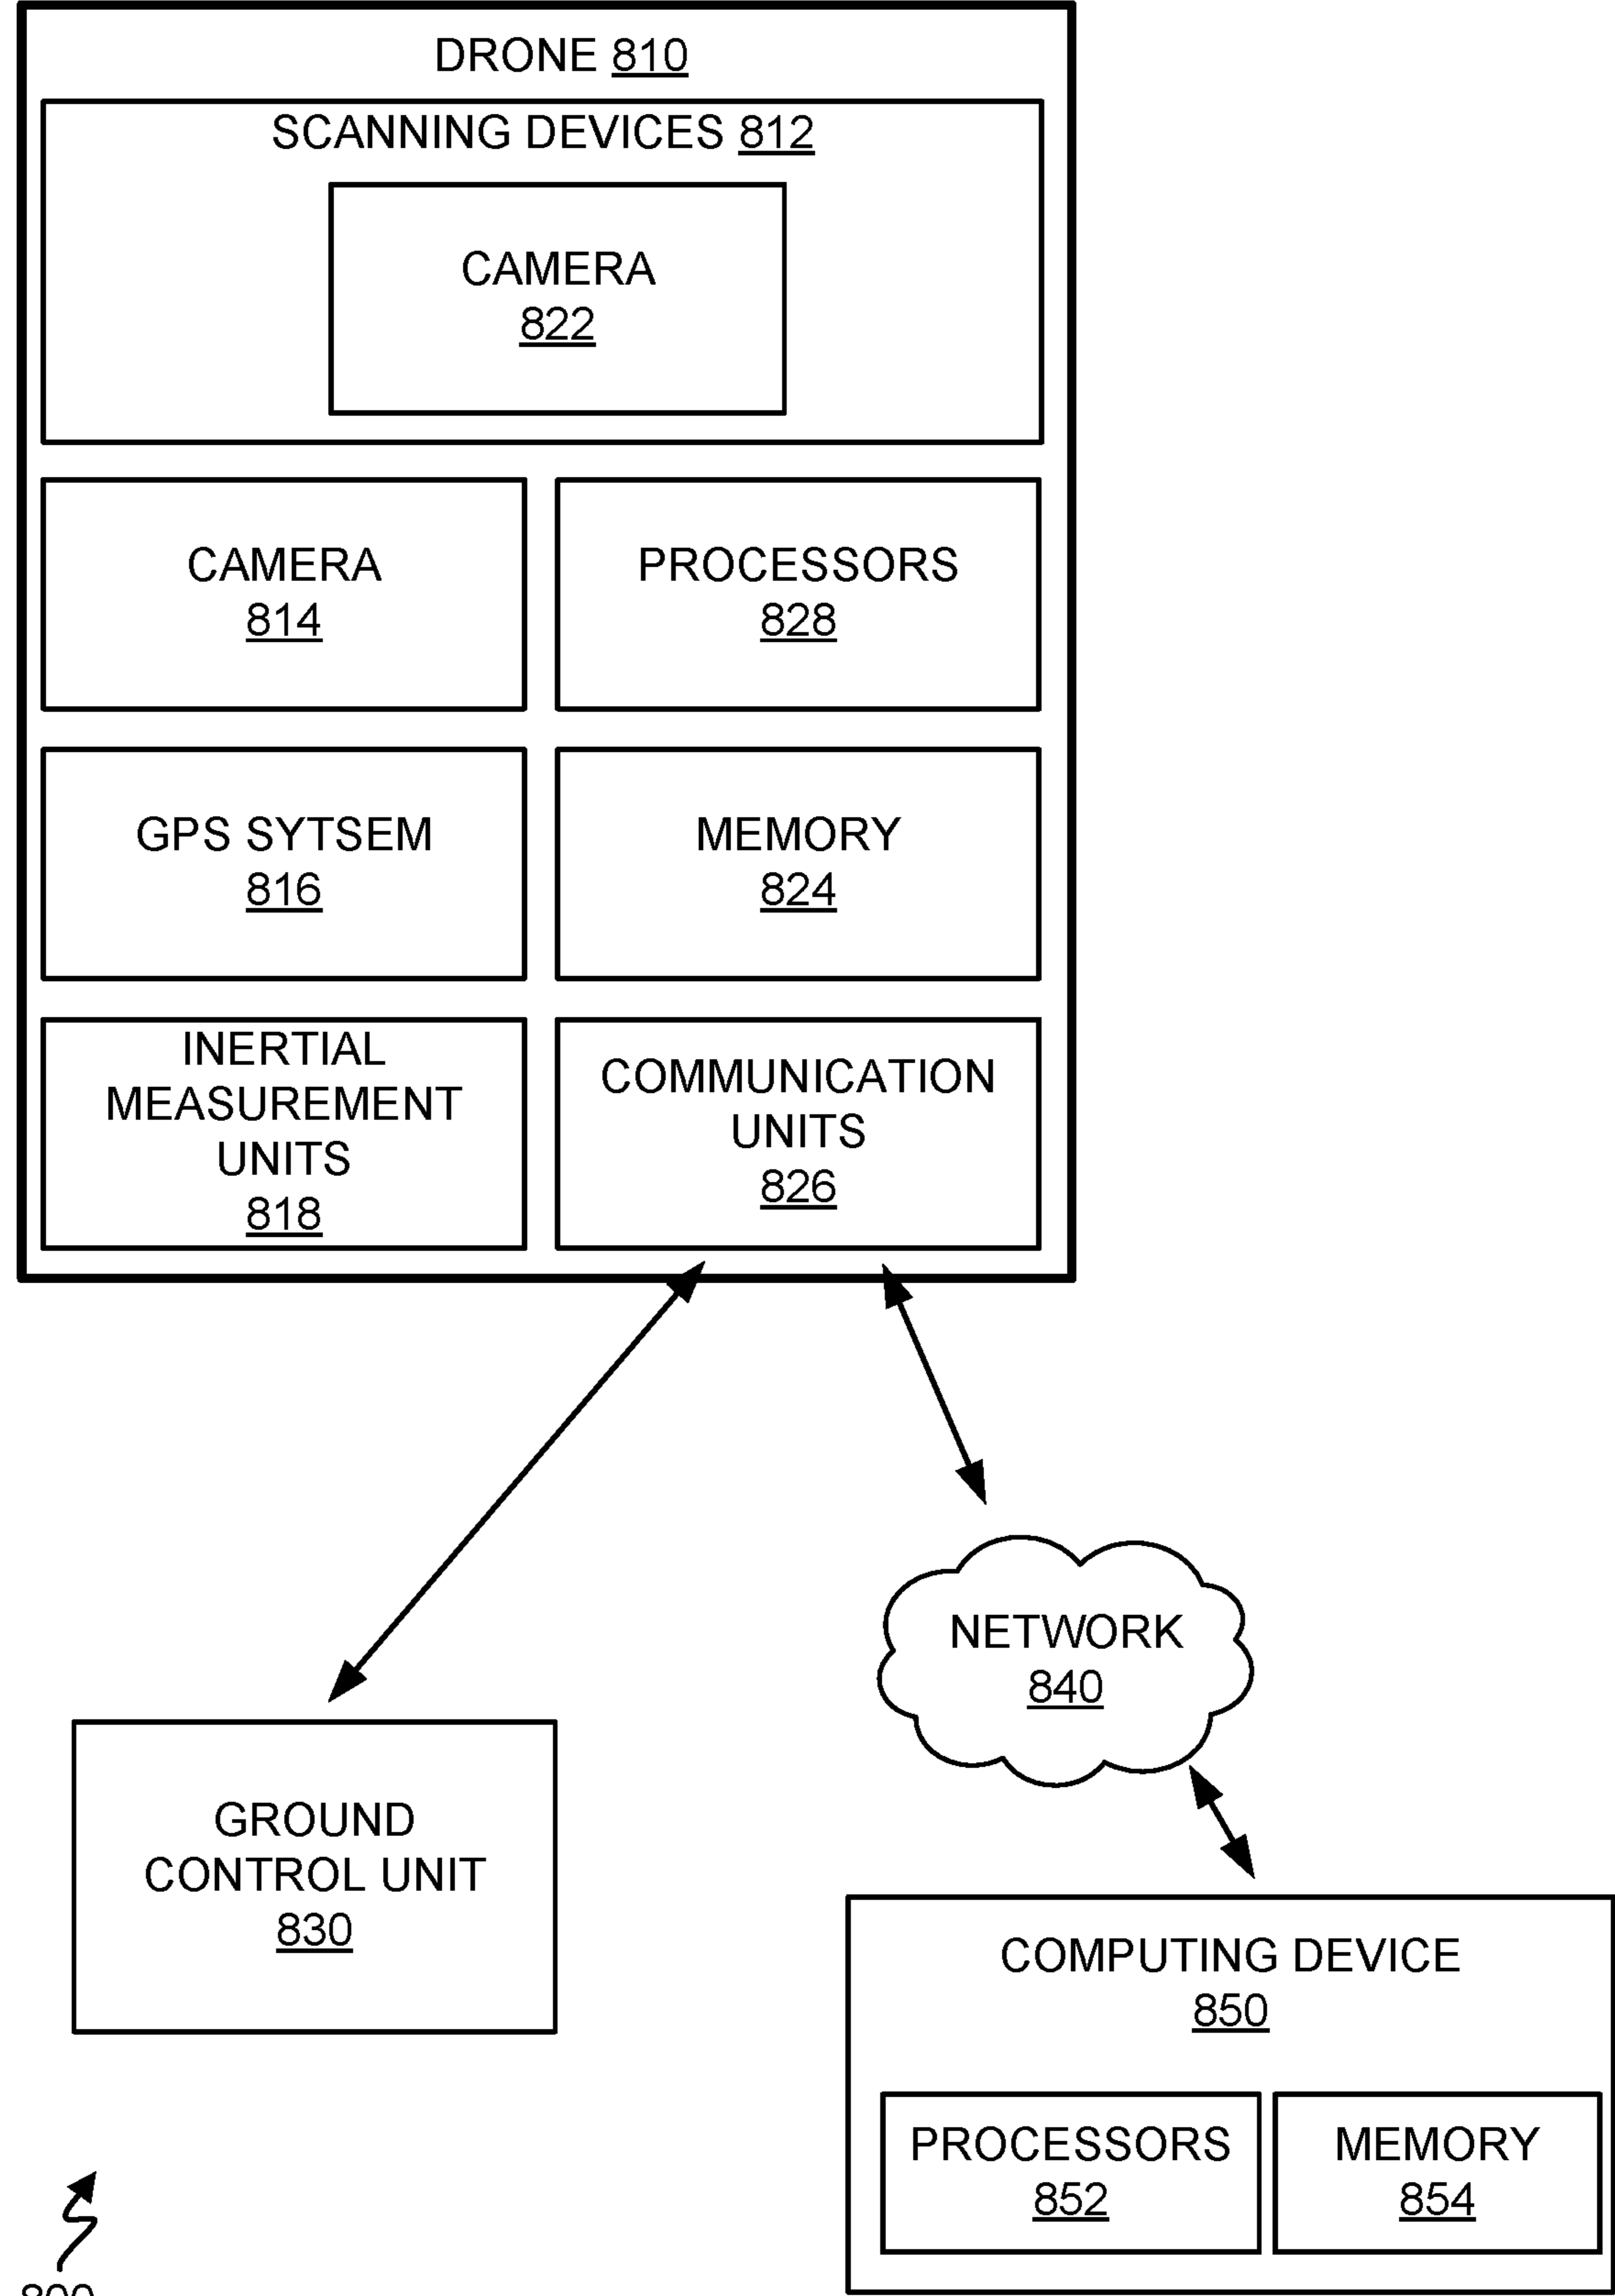 DRONE 810
SCANNING DEVICES 812
CAMERA
822
CAMERA
814
PROCESSORS
828
GPS SYTSEM
816
MEMORY
824
INERTIAL
MEASUREMENT
UNITS
818
COMMUNICATION
UNITS
826
NETWORK
840
GROUND
CONTROL UNIT
830
COMPUTING DEVICE
850
PROCESSORS
852
MEMORY
854